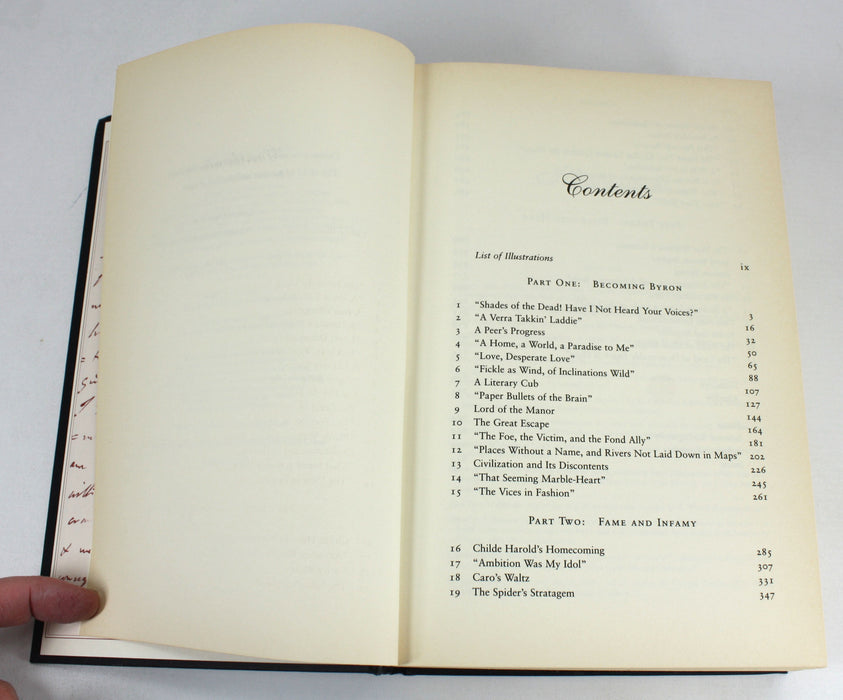 Contents
List of Illustrations ix
Part One: Becoming Byron
1 "Shades of the Dead! Have I Not Heard Your Voices?" 3
2 "A Verra Takkin' Laddie" 16
3 A Peer's Progress 32
4 "A Home, a World, a Paradise to Me" 50
5 "Love, Desperate Love" 65
6 "Fickle as Wind, of Inclinations Wild" 88
7 A Literary Cub 107
8 "Paper Bullets of the Brain" 127
9 Lord of the Manor 144
10 The Great Escape 164
11 "The Foe, the Victim, and the Fond Ally" 181
12 "Places Without a Name, and Rivers Not Laid Down in Maps" 202
13 Civilization and Its Discontents 226
14 "That Seeming Marble-Heart" 245
15 "The Vices in Fashion" 261
Part Two: Fame and Infamy
16 Childe Harold's Homecoming 285
17 "Ambition Was My Idol" 307
18 Caro's Waltz 331
19 The Spider's Stratagem 347